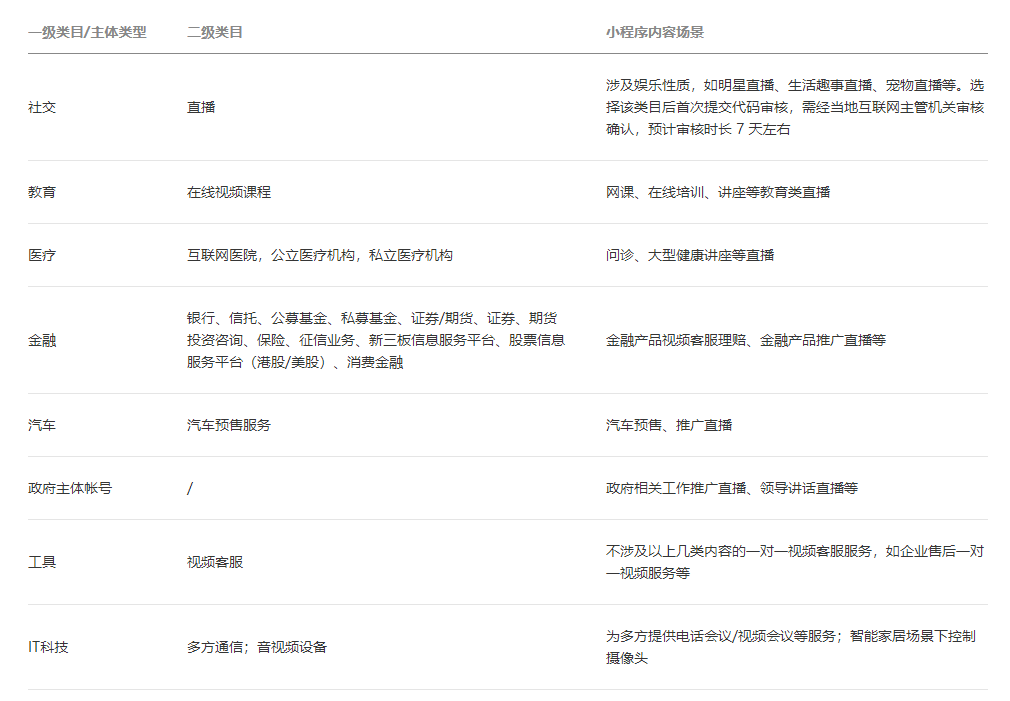 一级类目/主体类型 二级类目 小程序内容场景
社交 直播
涉及娱乐性质，如明星直播、生活趣事直播、宠物直播等。选
择该类目后首次提交代码审核，需经当地互联网主管机关审核
确认，预计审核时长 7 天左右
教育 在线视频课程 网课、在线培训、讲座等教育类直播
医疗 互联网医院，公立医疗机构，私立医疗机构 问诊、大型健康讲座等直播
金融
银行、信托、公募基金、私募基金、证券/期货、证券、期货
投资咨询、保险、征信业务、新三板信息服务平台、股票信息
服务平台（港股/美股）、消费金融
金融产品视频客服理赔、金融产品推广直播等
汽车 汽车预售服务 汽车预售、推广直播
政府主体帐号 / 政府相关工作推广直播、领导讲话直播等
工具 视频客服
不涉及以上几类内容的一对一视频客服服务，如企业售后一对
一视频服务等
IT科技 多方通信；音视频设备
为多方提供电话会议/视频会议等服务；智能家居场景下控制
摄像头